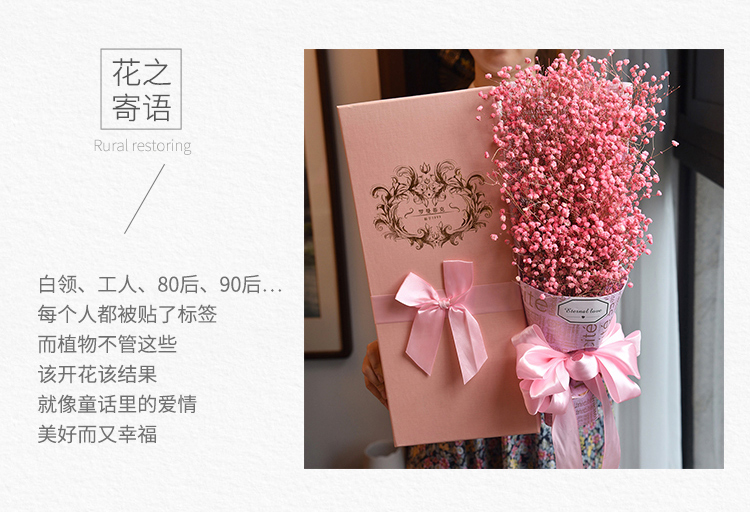 花之
寄语
Rural restoring
白领、工人、80后、90后...
每个人都被贴了标签
而植物不管这些
该开花该结果
就像童话里的爱情
美好而又幸福
Eternal love